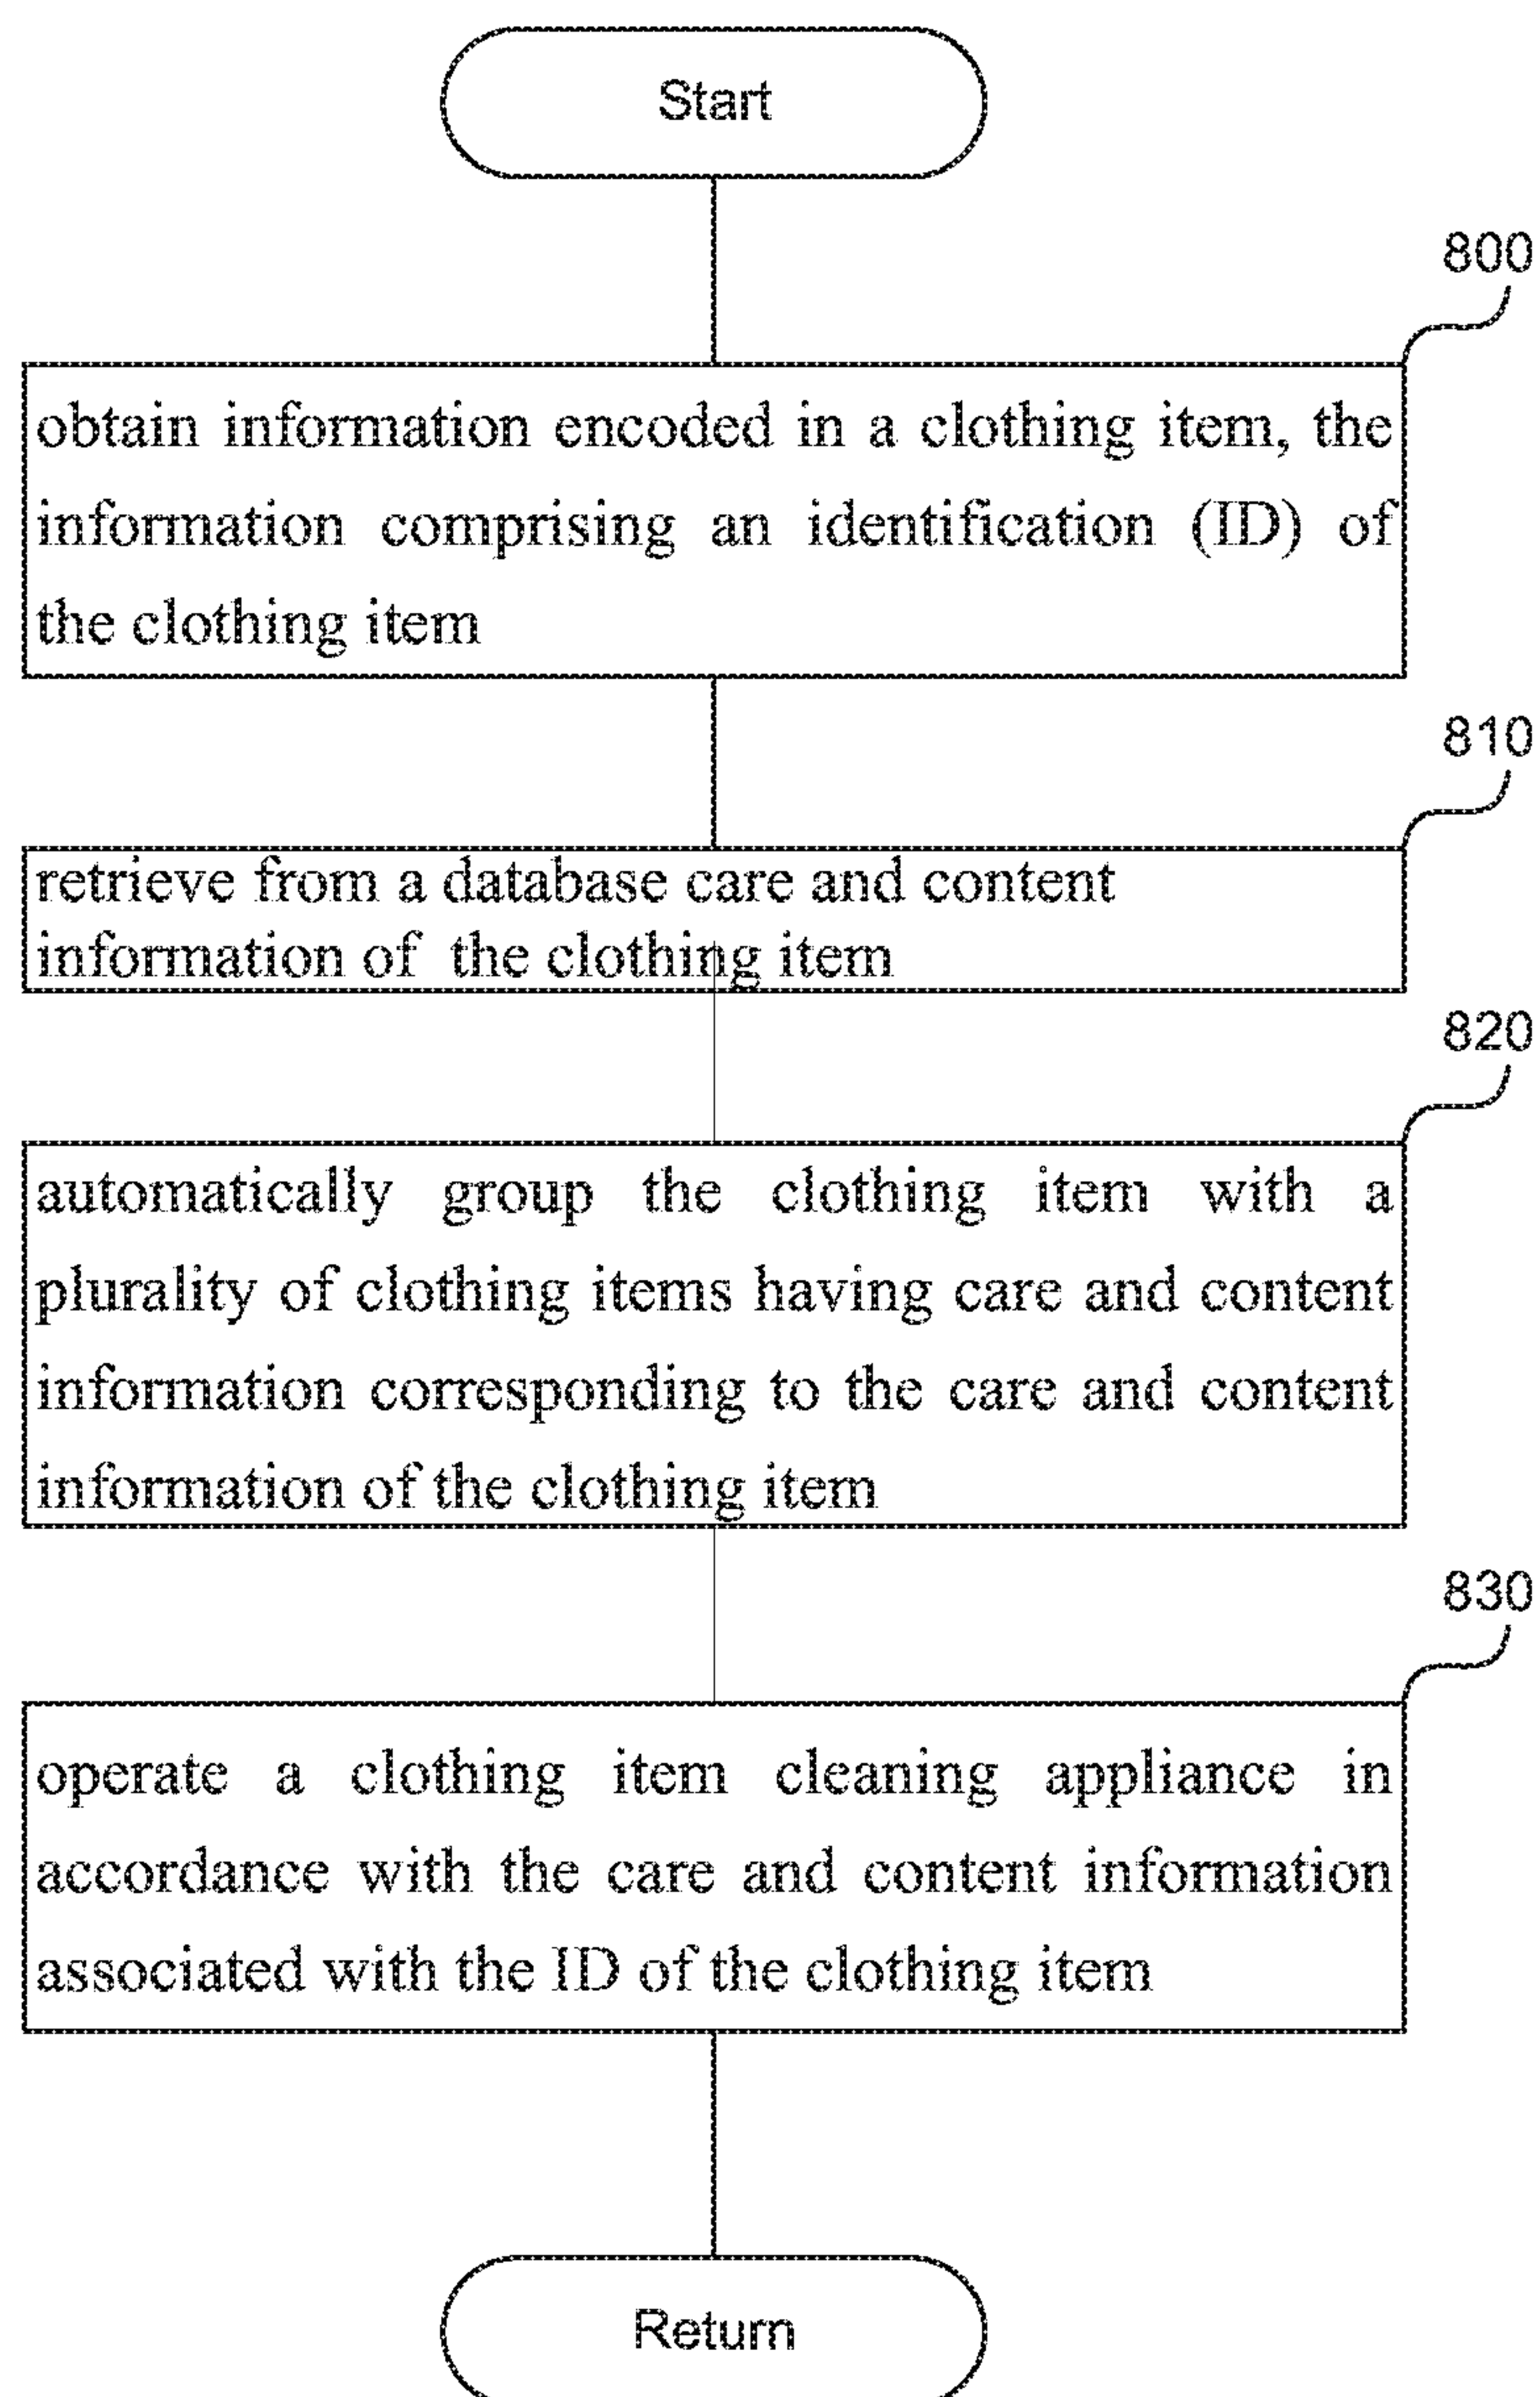 Start
800
obtain information encoded in a clothing item, the
information comprising an identification (ID) of
the clothing item
810
retrieve from a database care and content
information of the clothing item
820
automatically group the clothing item with a
plurality of clothing items having care and content
information corresponding to the care and content
information of the clothing item
830
operate a clothing item cleaning appliance in
accordance with the care and content information
associated with the ID of the clothing item
Return